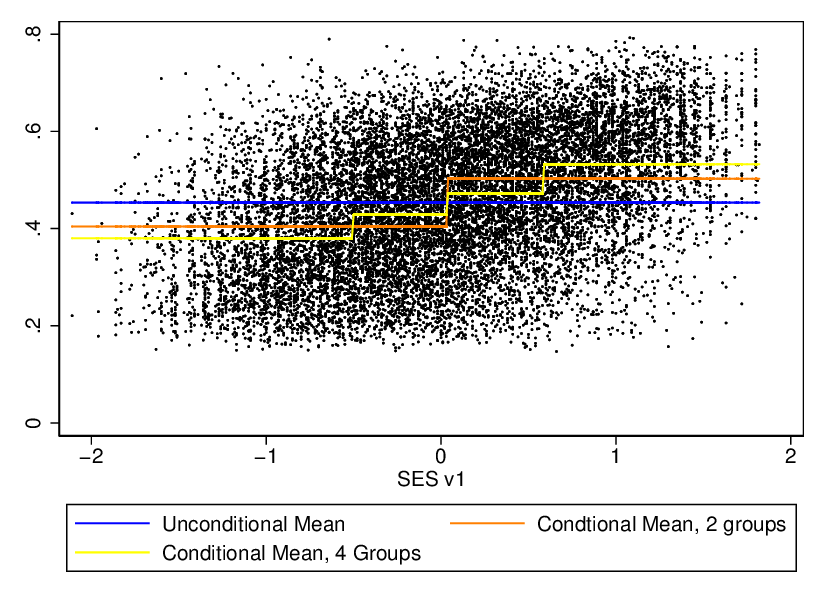 .8
.6
.4
.2
0
−2 −1 0 1 2
SES v1
Unconditional Mean Condtional Mean, 2 groups
Conditional Mean, 4 Groups